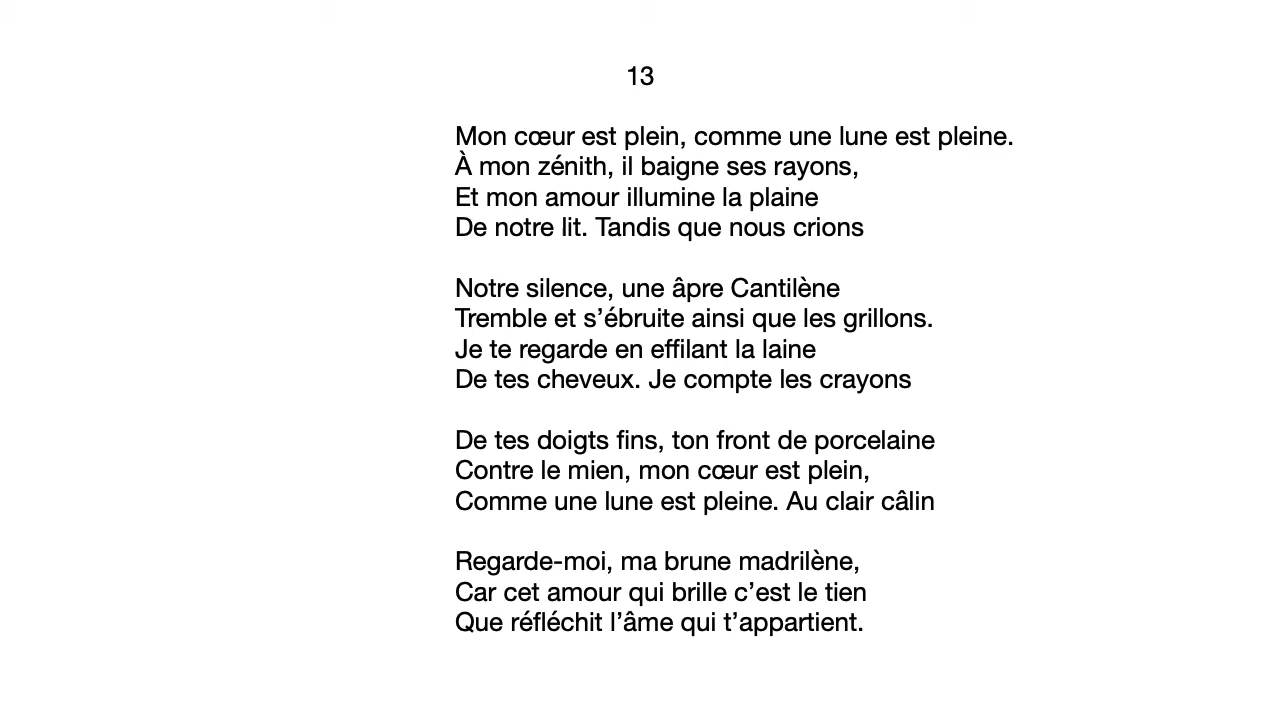 13
Mon cœur est plein, comme une lune est pleine.
À mon zénith, il baigne ses rayons,
Et mon amour illumine la plaine
De notre lit. Tandis que nous crions
Notre silence, une âpre Cantilène
Tremble et s’ébruite ainsi que les grillons.
Je te regarde en effilant la laine
De tes cheveux. Je compte les crayons
De tes doigts fins, ton front de porcelaine
Contre le mien, mon cœur est plein,
Comme une lune est pleine. Au clair câlin
Regarde-moi, ma brune madrilène,
Car cet amour qui brille c’est le tien
Que réfléchit l’âme qui t’appartient.